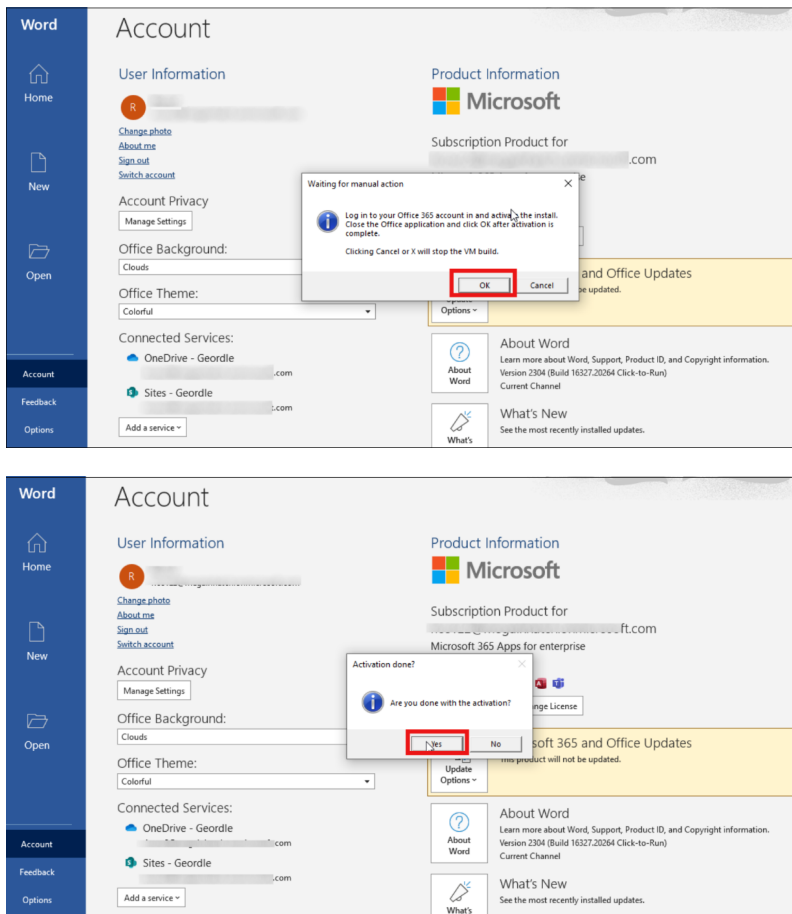 Word
Account
Home
New
Open
Account
Feedback
Options
User Information
R
Change photo
About me
Sign out
Switch account
Account Privacy
Manage Settings
Office Background:
Clouds
Office Theme:
Colorful
Connected Services:
OneDrive - Geordle
.com
Sites - Geordle
.com
Add a service
Product Information
Microsoft
Subscription Product for
.com
Waiting for manual action
Log in to your Office 365 account in and activate the install.
Close the Office application and click OK after activation is
complete.
Clicking Cancel or X will stop the VM build.
OK
Cancel
and Office Updates
be updated.
Update
Options
About
Word
About Word
Learn more about Word, Support, Product ID, and Copyright information.
Version 2304 (Build 16327.20264 Click-to-Run)
Current Channel
What's
What's New
See the most recently installed updates.
Word
Account
Home
New
Open
Account
Feedback
Options
User Information
R
Change photo
About me
Sign out
Switch account
Account Privacy
Manage Settings
Office Background:
Clouds
Office Theme:
Colorful
Connected Services:
OneDrive - Geordle
com
Sites - Geordle
.com
Add a service
Product Information
Microsoft
Subscription Product for
ft.com
Microsoft 365 Apps for enterprise
Activation done?
Are you done with the activation?
Yes
No
nge License
soft 365 and Office Updates
This product will not be updated.
Update
Options
About
Word
About Word
Learn more about Word, Support, Product ID, and Copyright information.
Version 2304 (Build 16327.20264 Click-to-Run)
Current Channel
What's
What's New
See the most recently installed updates.